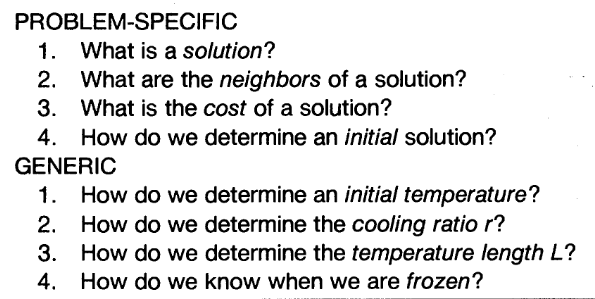 PROBLEM-SPECIFIC
1. What is a solution?
2. What are the neighbors of a solution?
3. What is the cost of a solution?
4. How do we determine an initial solution?
GENERIC
1. How do we determine an initial temperature?
2. How do we determine the cooling ratio r?
3. How do we determine the temperature length L?
4. How do we know when we are frozen?